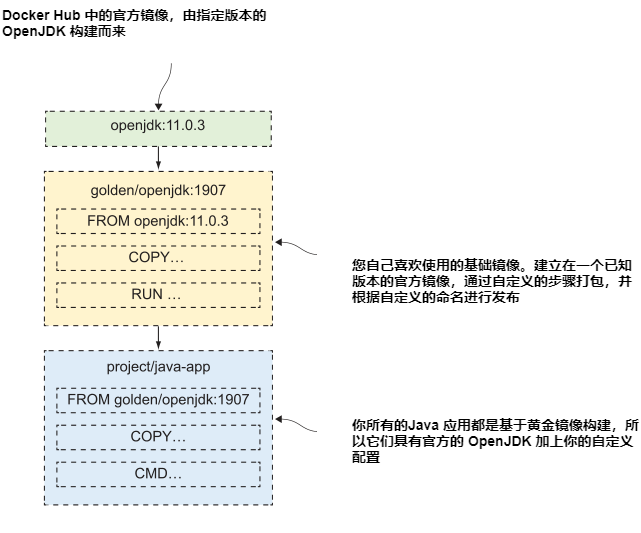 Docker Hub 中的官方镜像，由指定版本的
OpenJDK 构建而来
openjdk:11.0.3
golden/openjdk:1907
FROM openjdk:11.0.3
COPY…
RUN …
您自己喜欢使用的基础镜像。建立在一个已知
版本的官方镜像，通过自定义的步骤打包，并
根据自定义的命名进行发布
project/java-app
FROM golden/openjdk:1907
COPY…
CMD…
你所有的Java 应用都是基于黄金镜像构建，所
以它们具有官方的 OpenJDK 加上你的自定义
配置